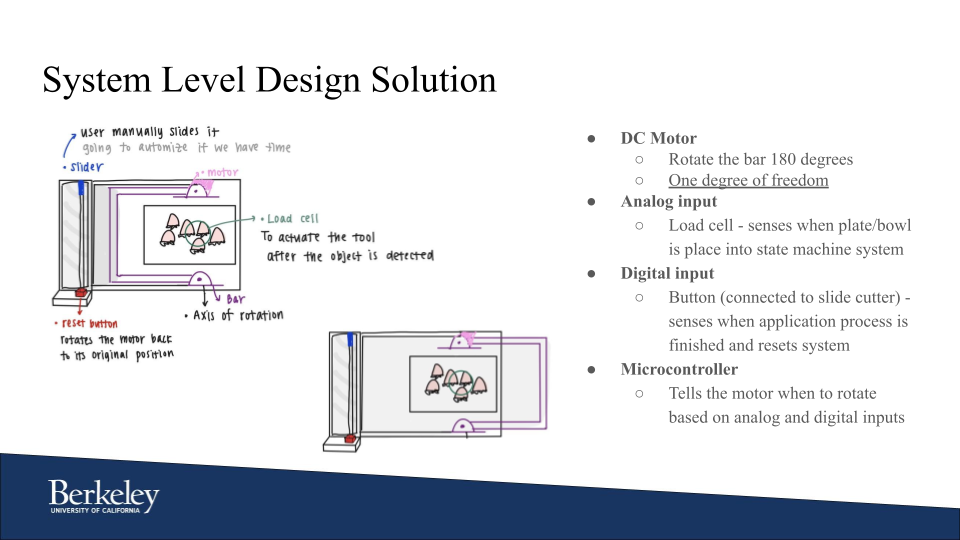 System Level Design Solution
user manually slides it
going to automize if we have time
• slider
• motor
• Load cell
To actuate the tool
after the object is detected
Bar
• Axis of rotation
• reset button
rotates the motor back
to its original position
● DC Motor
○ Rotate the bar 180 degrees
○ One degree of freedom
● Analog input
○ Load cell - senses when plate/bowl
is place into state machine system
● Digital input
○ Button (connected to slide cutter) -
senses when application process is
finished and resets system
● Microcontroller
○ Tells the motor when to rotate
based on analog and digital inputs
Berkeley
UNIVERSITY OF CALIFORNIA